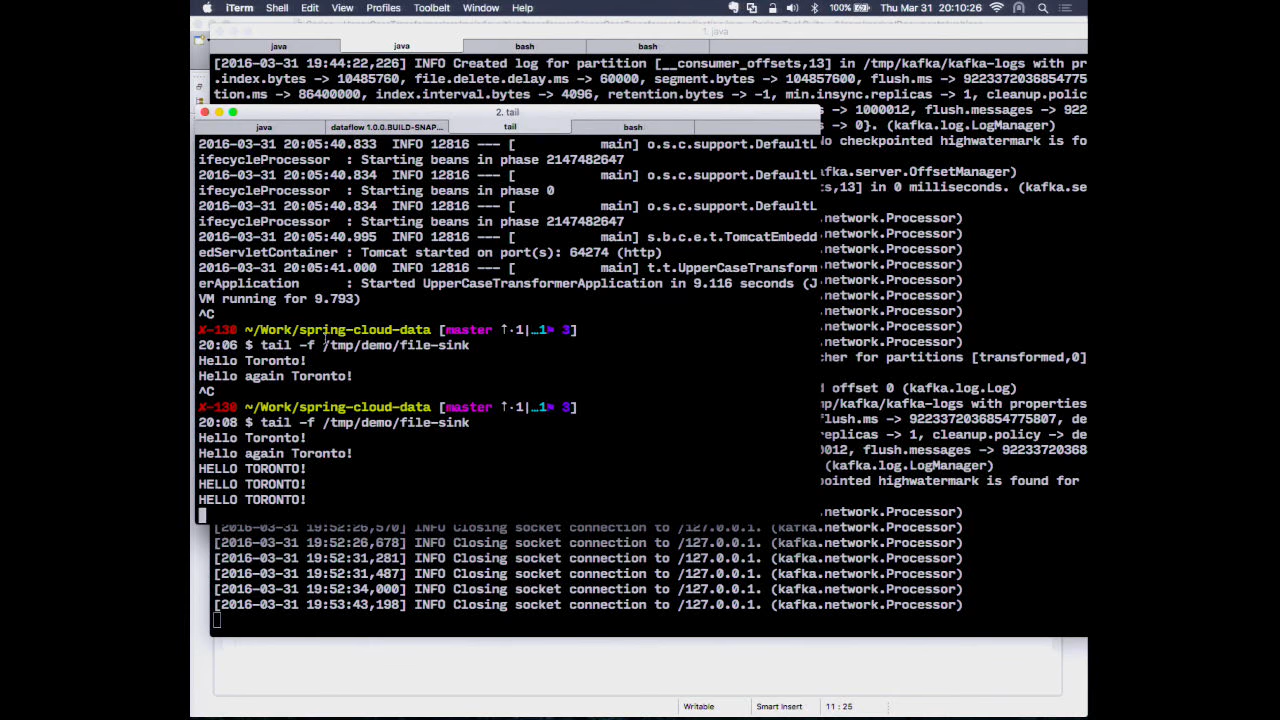 iTerm Shell Edit View Profiles Toolbelt Window Help 100% Thu Mar 31 20:10:26
1. java
java java bash bash
[2016-03-31 19:44:22,226] INFO Created log for partition [__consumer_offsets,13] in /tmp/kafka/kafka-logs with pr
.index.bytes -> 10485760, file.delete.delay.ms -> 60000, segment.bytes -> 104857600, flush.ms -> 9223372036854775
tion.ms -> 86400000, index.interval.bytes -> 4096, retention.bytes -> -1, min.insync.replicas -> 1, cleanup.polic
s -> 1000012, flush.messages -> 92
2. tail
-> 0}. (kafka.log.LogManager)
java dataflow 1.0.0.BUILD-SNAP... tail bash
o checkpointed highwatermark is fo
2016-03-31 20:05:40.833 INFO 12816 --- [ main] o.s.c.support.DefaultL
ifecycleProcessor : Starting beans in phase 2147482647
2016-03-31 20:05:40.834 INFO 12816 --- [ main] o.s.c.support.DefaultL
ifecycleProcessor : Starting beans in phase 0
2016-03-31 20:05:40.834 INFO 12816 --- [ main] o.s.c.support.DefaultL
ifecycleProcessor : Starting beans in phase 2147482647
2016-03-31 20:05:40.995 INFO 12816 --- [ main] s.b.c.e.t.TomcatEmbedd
edServletContainer : Tomcat started on port(s): 64274 (http)
2016-03-31 20:05:41.000 INFO 12816 --- [ main] t.t.UpperCaseTransform
erApplication : Started UpperCaseTransformerApplication in 9.116 seconds (J
VM running for 9.793)
^C
X-130 ~/Work/spring-cloud-data [master ↑·1|…1⚑ 3]
20:06 $ tail -f /tmp/demo/file-sink
Hello Toronto!
Hello again Toronto!
^C
X-130 ~/Work/spring-cloud-data [master ↑·1|…1⚑ 3]
20:08 $ tail -f /tmp/demo/file-sink
Hello Toronto!
Hello again Toronto!
HELLO TORONTO!
HELLO TORONTO!
HELLO TORONTO!
fka.server.OffsetManager)
ts,13] in 0 milliseconds. (kafka.se
.network.Processor)
.network.Processor)
.network.Processor)
.network.Processor)
.network.Processor)
.network.Processor)
.network.Processor)
.network.Processor)
.network.Processor)
cher for partitions [transformed,0]
d offset 0 (kafka.log.Log)
mp/kafka/kafka-logs with properties
flush.ms -> 9223372036854775807, de
replicas -> 1, cleanup.policy -> de
0012, flush.messages -> 92233720368
(kafka.log.LogManager)
pointed highwatermark is found for
.network.Processor)
[2016-03-31 19:52:26,570] INFO Closing socket connection to /127.0.0.1. (kafka.network.Processor)
[2016-03-31 19:52:26,678] INFO Closing socket connection to /127.0.0.1. (kafka.network.Processor)
[2016-03-31 19:52:31,281] INFO Closing socket connection to /127.0.0.1. (kafka.network.Processor)
[2016-03-31 19:52:31,487] INFO Closing socket connection to /127.0.0.1. (kafka.network.Processor)
[2016-03-31 19:52:34,000] INFO Closing socket connection to /127.0.0.1. (kafka.network.Processor)
[2016-03-31 19:53:43,198] INFO Closing socket connection to /127.0.0.1. (kafka.network.Processor)
Writable Smart Insert 11 : 25